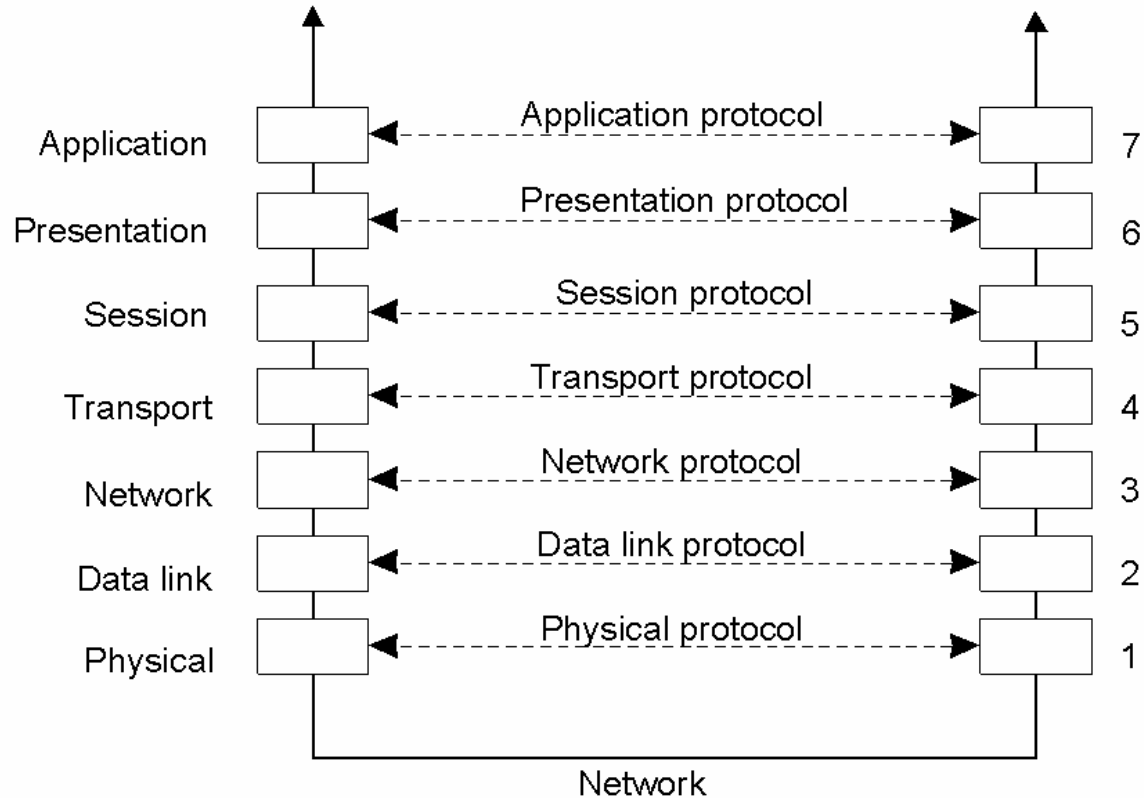 Application Application protocol 7
Presentation Presentation protocol 6
Session Session protocol 5
Transport Transport protocol 4
Network Network protocol 3
Data link Data link protocol 2
Physical Physical protocol 1
Network